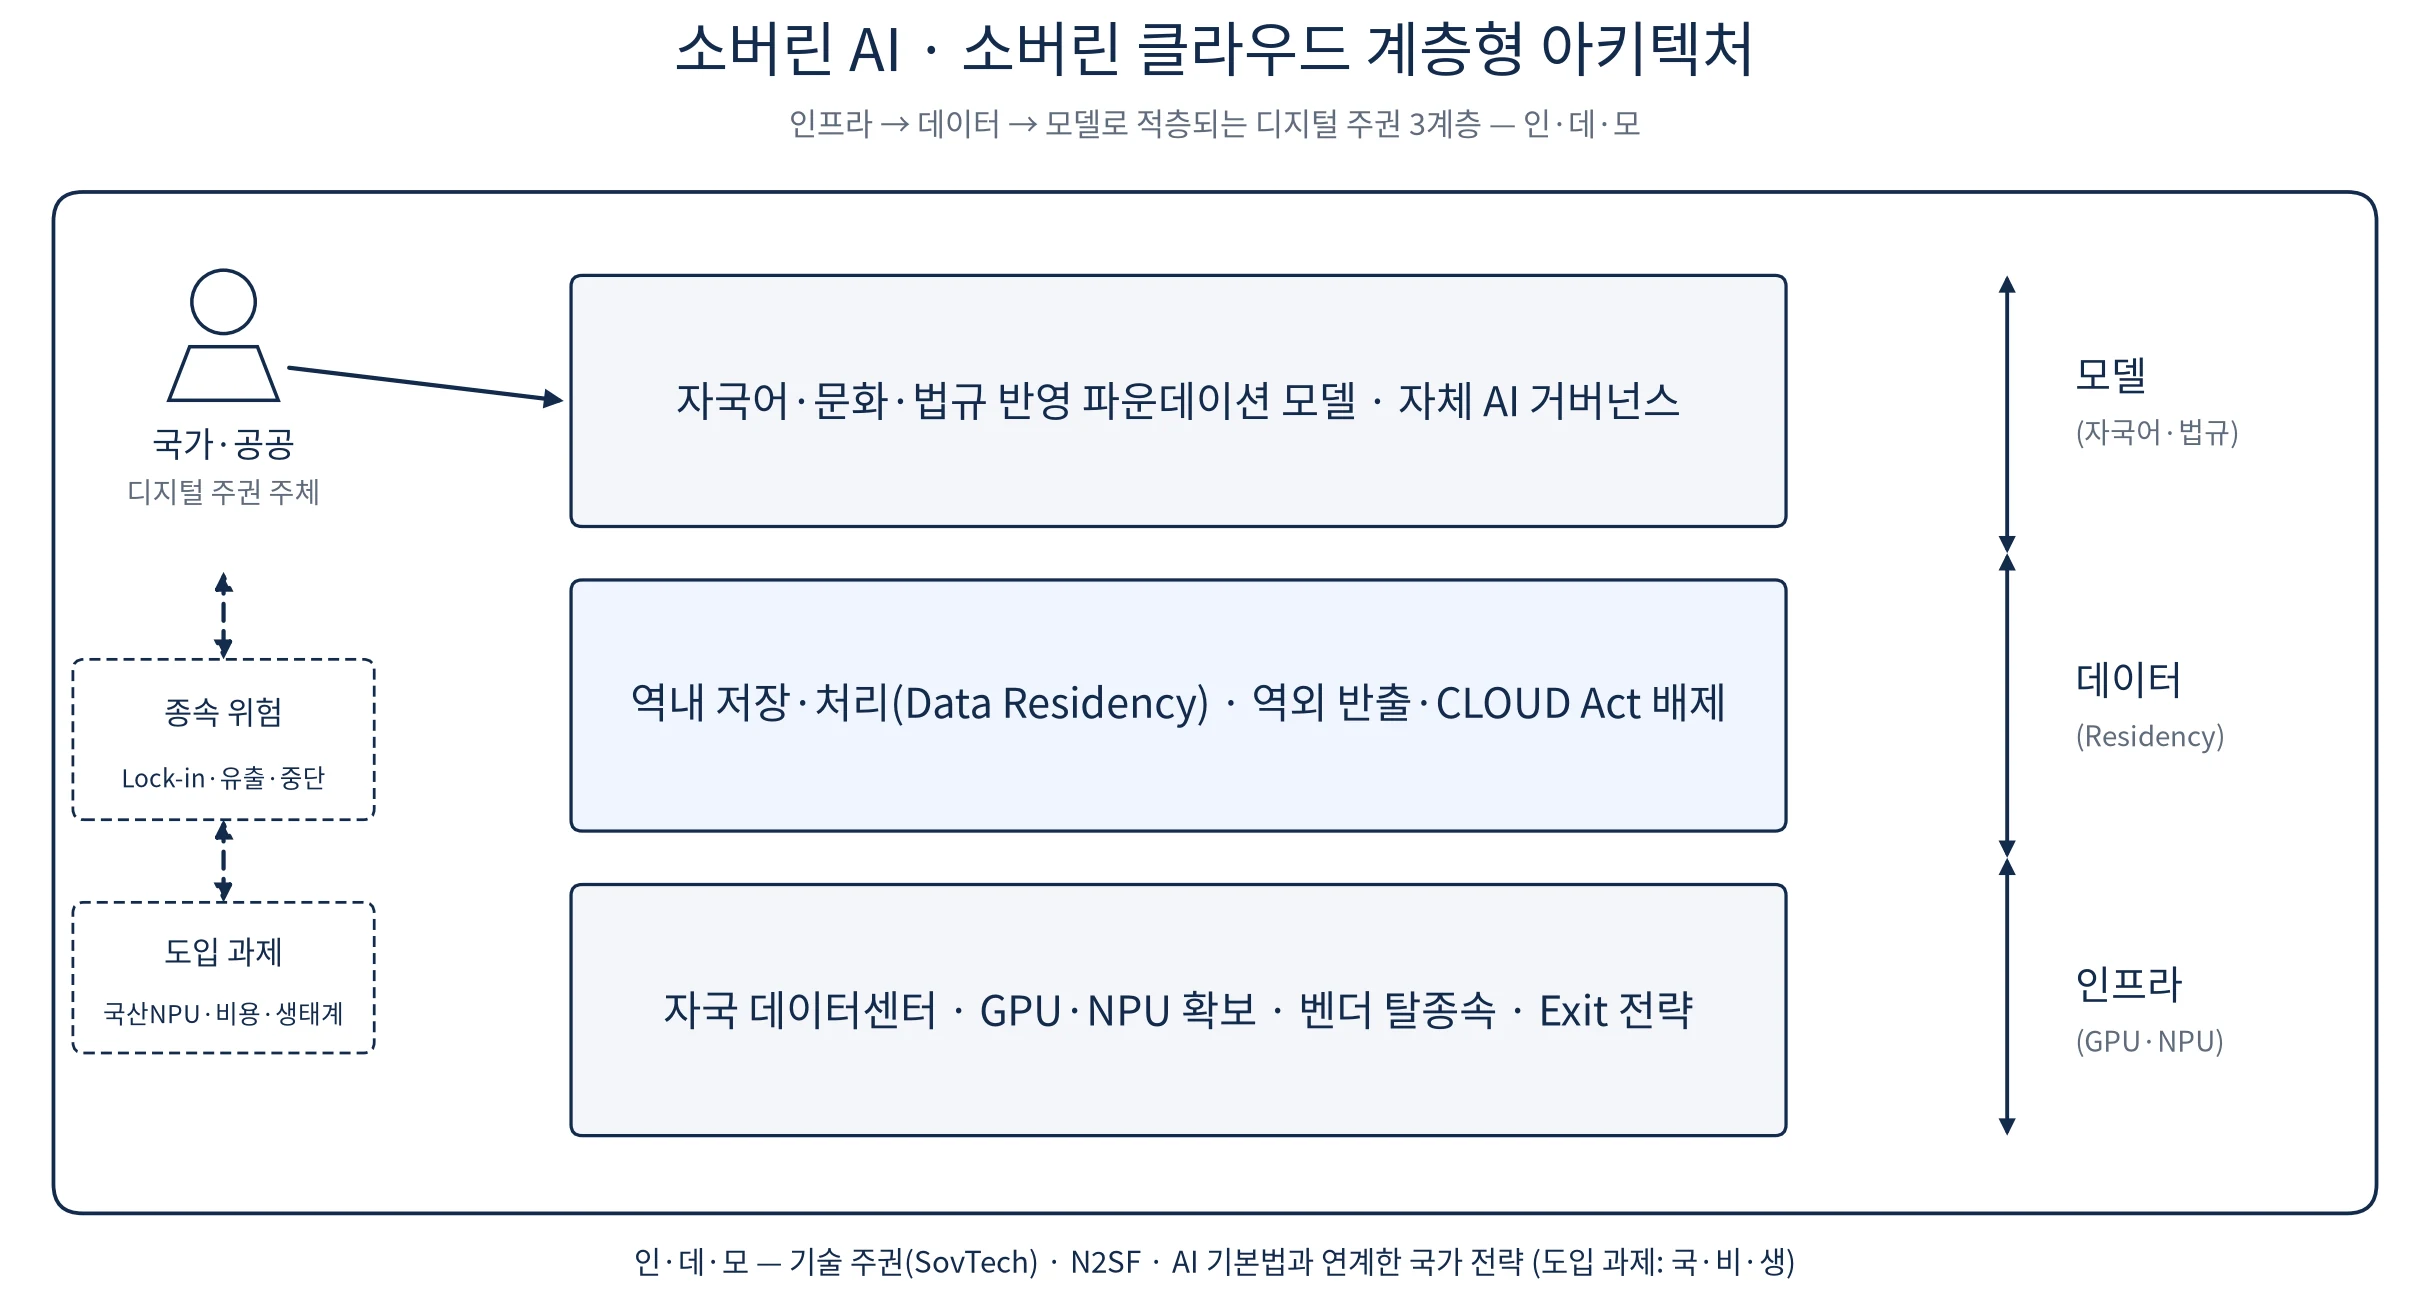 소버린 AI · 소버린 클라우드 계층형 아키텍처
인프라 → 데이터 → 모델로 적층되는 디지털 주권 3계층 — 인·데·모
국가·공공
디지털 주권 주체
종속 위험
Lock-in·유출·중단
도입 과제
국산NPU·비용·생태계
자국어·문화·법규 반영 파운데이션 모델 · 자체 AI 거버넌스
역내 저장·처리(Data Residency) · 역외 반출·CLOUD Act 배제
자국 데이터센터 · GPU·NPU 확보 · 벤더 탈종속 · Exit 전략
모델
(자국어·법규)
데이터
(Residency)
인프라
(GPU·NPU)
인·데·모 — 기술 주권(SovTech) · N2SF · AI 기본법과 연계한 국가 전략 (도입 과제: 국·비·생)